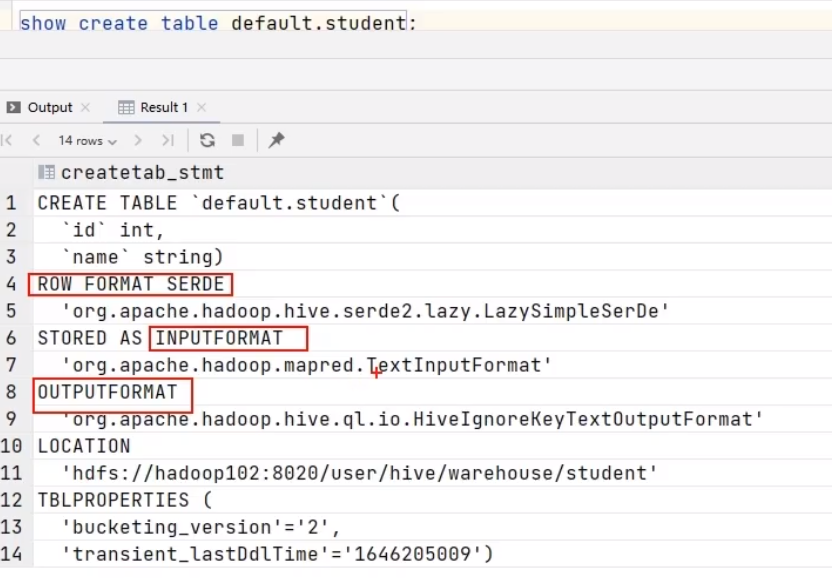 show create table default.student;
Output
Result 1
14 rows
createtab_stmt
1 CREATE TABLE `default.student`(
2 `id` int,
3 `name` string)
4 ROW FORMAT SERDE
5 'org.apache.hadoop.hive.serde2.lazy.LazySimpleSerDe'
6 STORED AS INPUTFORMAT
7 'org.apache.hadoop.mapred.TextInputFormat'
8 OUTPUTFORMAT
9 'org.apache.hadoop.hive.ql.io.HiveIgnoreKeyTextOutputFormat'
10 LOCATION
11 'hdfs://hadoop102:8020/user/hive/warehouse/student'
12 TBLPROPERTIES (
13 'bucketing_version'='2',
14 'transient_lastDdlTime'='1646205009')